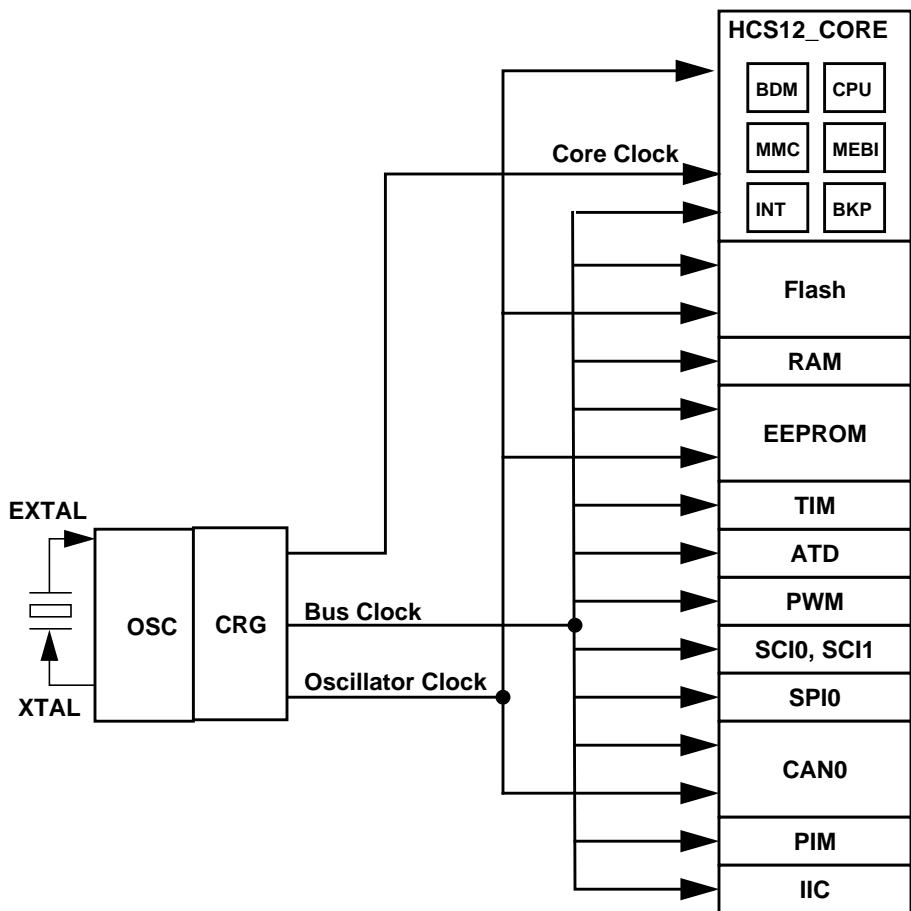 HCS12_CORE
BDM
CPU
Core Clock
MMC
MEBI
INT
BKP
Flash
RAM
EEPROM
EXTAL
TIM
ATD
OSC
CRG
Bus Clock
PWM
SCI0, SCI1
XTAL
Oscillator Clock
SPI0
CAN0
PIM
IIC